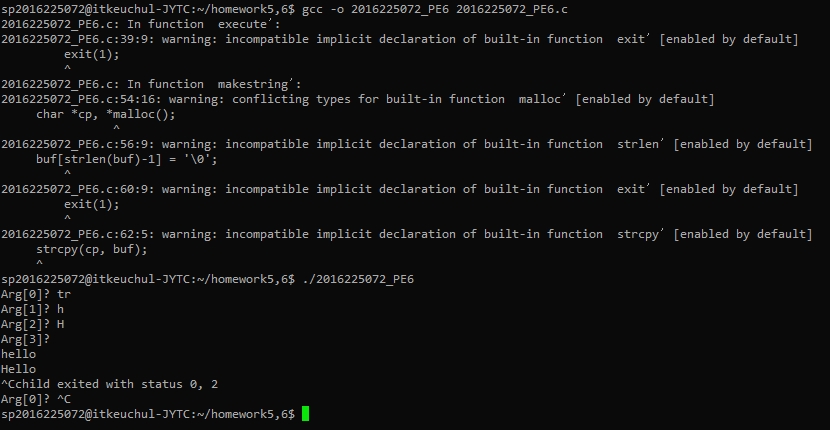 sp2016225072@itkeuchul-JYTC:~/homework5,6$ gcc -o 2016225072_PE6 2016225072_PE6.c
2016225072_PE6.c: In function  execute′:
2016225072_PE6.c:39:9: warning: incompatible implicit declaration of built-in function  exit′ [enabled by default]
         exit(1);
         ^
2016225072_PE6.c: In function  makestring′:
2016225072_PE6.c:54:16: warning: conflicting types for built-in function  malloc′ [enabled by default]
     char *cp, *malloc();
                ^
2016225072_PE6.c:56:9: warning: incompatible implicit declaration of built-in function  strlen′ [enabled by default]
     buf[strlen(buf)-1] = '\0';
         ^
2016225072_PE6.c:60:9: warning: incompatible implicit declaration of built-in function  exit′ [enabled by default]
         exit(1);
         ^
2016225072_PE6.c:62:5: warning: incompatible implicit declaration of built-in function  strcpy′ [enabled by default]
     strcpy(cp, buf);
     ^
sp2016225072@itkeuchul-JYTC:~/homework5,6$ ./2016225072_PE6
Arg[0]? tr
Arg[1]? h
Arg[2]? H
Arg[3]?
hello
Hello
^Cchild exited with status 0, 2
Arg[0]? ^C
sp2016225072@itkeuchul-JYTC:~/homework5,6$